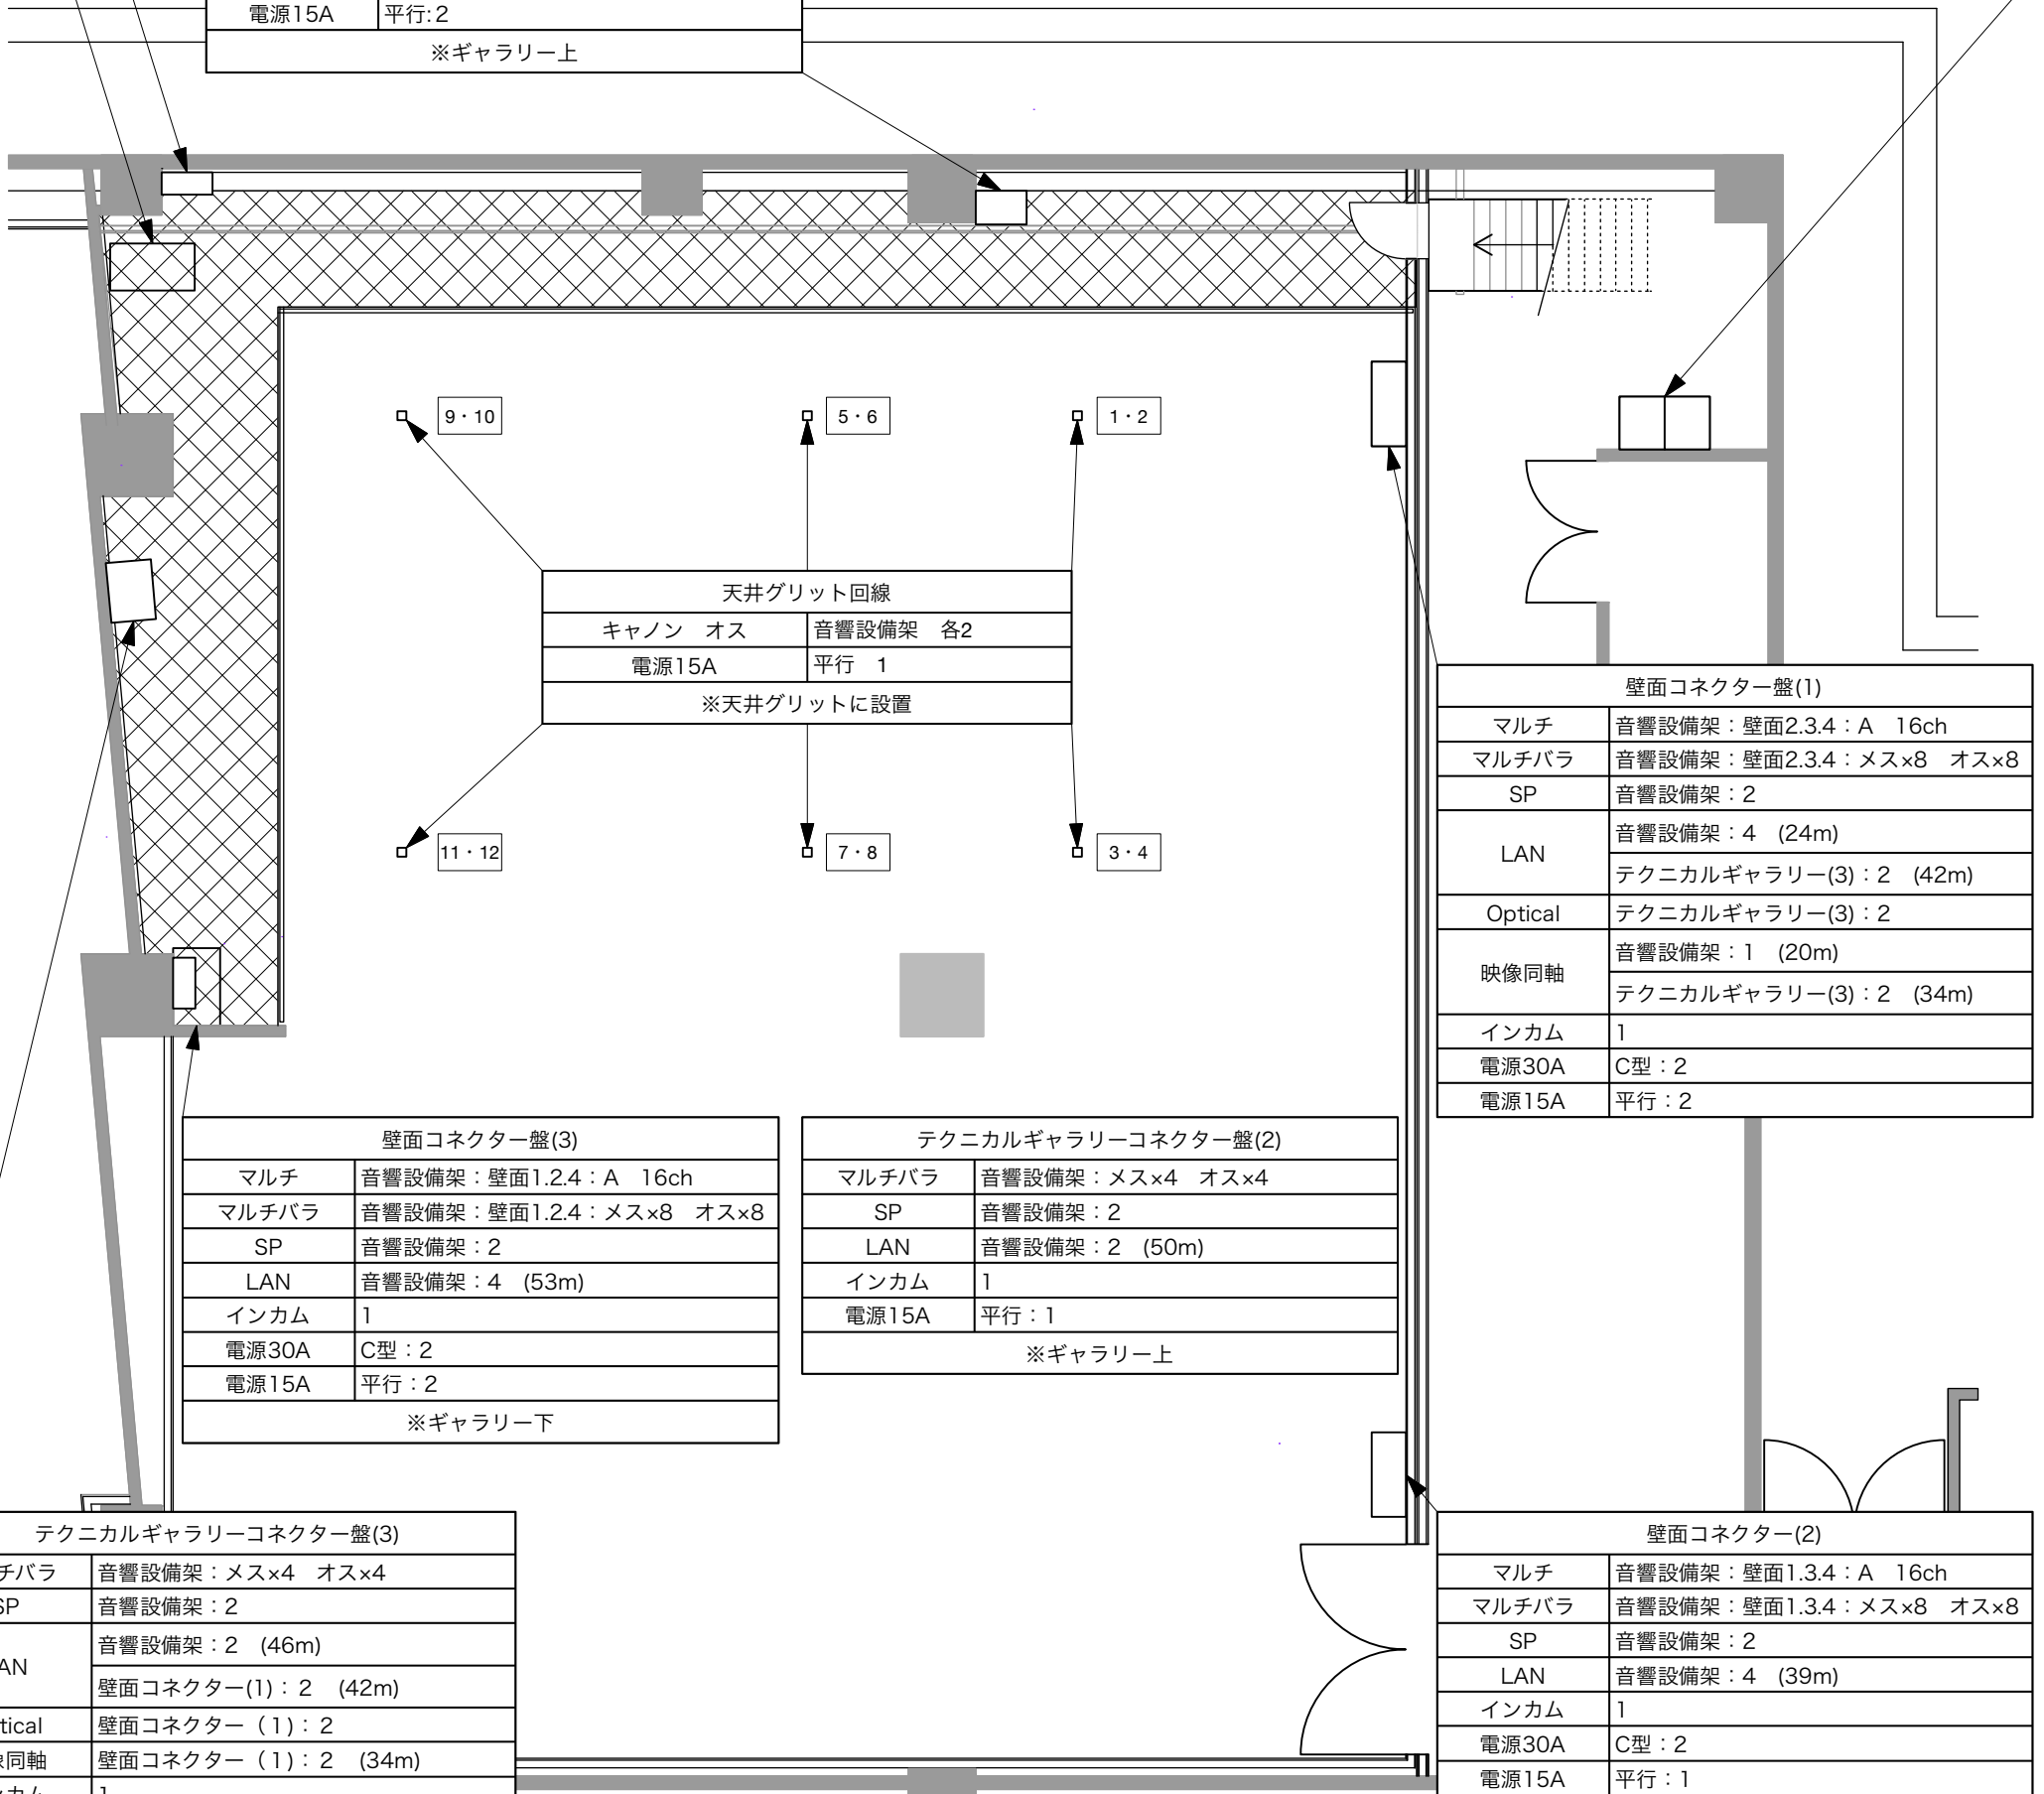 電源15A 平行: 2
※ギャラリー上
9・10
5・6
1・2
天井グリット回線
キャノン　オス 音響設備架　各2
電源15A 平行　1
※天井グリットに設置
11・12
7・8
3・4
壁面コネクター盤(1)
マルチ 音響設備架：壁面2.3.4：A　16ch
マルチバラ 音響設備架：壁面2.3.4：メス×8　オス×8
SP 音響設備架：2
LAN 音響設備架：4　(24m)
テクニカルギャラリー(3)：2　(42m)
Optical テクニカルギャラリー(3)：2
映像同軸 音響設備架：1　(20m)
テクニカルギャラリー(3)：2　(34m)
インカム 1
電源30A C型：2
電源15A 平行：2
壁面コネクター盤(3)
マルチ 音響設備架：壁面1.2.4：A　16ch
マルチバラ 音響設備架：壁面1.2.4：メス×8　オス×8
SP 音響設備架：2
LAN 音響設備架：4　(53m)
インカム 1
電源30A C型：2
電源15A 平行：2
※ギャラリー下
テクニカルギャラリーコネクター盤(2)
マルチバラ 音響設備架：メス×4　オス×4
SP 音響設備架：2
LAN 音響設備架：2　(50m)
インカム 1
電源15A 平行：1
※ギャラリー上
テクニカルギャラリーコネクター盤(3)
チバラ 音響設備架：メス×4　オス×4
SP 音響設備架：2
AN 音響設備架：2　(46m)
壁面コネクター(1)：2　(42m)
tical 壁面コネクター（1)：2
同軸 壁面コネクター（1)：2　(34m)
カム 1
壁面コネクター(2)
マルチ 音響設備架：壁面1.3.4：A　16ch
マルチバラ 音響設備架：壁面1.3.4：メス×8　オス×8
SP 音響設備架：2
LAN 音響設備架：4　(39m)
インカム 1
電源30A C型：2
電源15A 平行：1